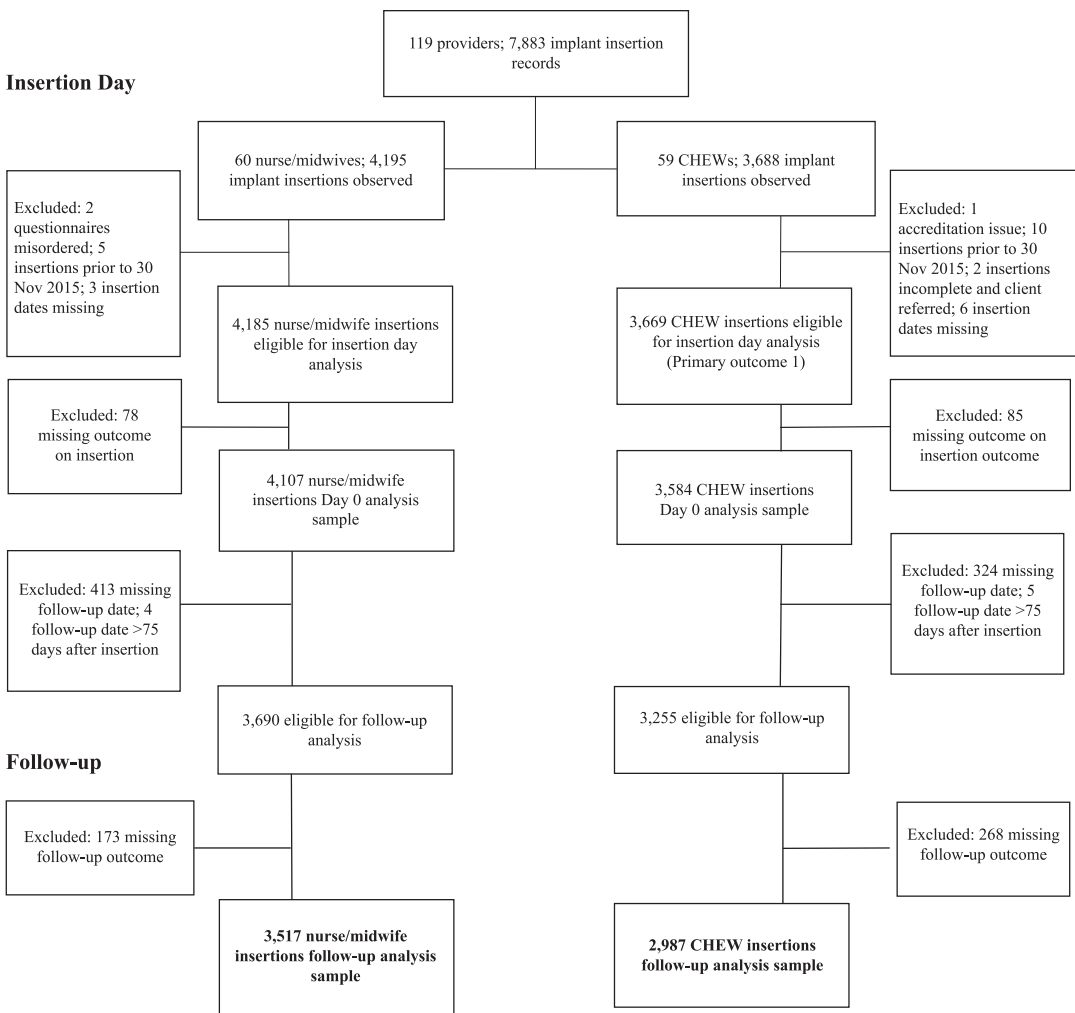 119 providers; 7,883 implant insertion
records
Insertion Day
60 nurse/midwives; 4,195
implant insertions observed
59 CHEWs; 3,688 implant
insertions observed
Excluded: 2
questionnaires
misordered; 5
insertions prior to 30
Nov 2015; 3 insertion
dates missing
Excluded: 1
accreditation issue; 10
insertions prior to 30
Nov 2015; 2 insertions
incomplete and client
referred; 6 insertion
dates missing
4,185 nurse/midwife insertions
eligible for insertion day
analysis
3,669 CHEW insertions eligible
for insertion day analysis
(Primary outcome 1)
Excluded: 78
missing outcome
on insertion
Excluded: 85
missing outcome on
insertion outcome
4,107 nurse/midwife
insertions Day 0 analysis
sample
3,584 CHEW insertions
Day 0 analysis sample
Excluded: 413 missing
follow-up date; 4
follow-up date >75
days after insertion
Excluded: 324 missing
follow-up date; 5
follow-up date >75
days after insertion
3,690 eligible for follow-up
analysis
3,255 eligible for follow-up
analysis
Follow-up
Excluded: 173 missing
follow-up outcome
Excluded: 268 missing
follow-up outcome
3,517 nurse/midwife
insertions follow-up analysis
sample
2,987 CHEW insertions
follow-up analysis sample